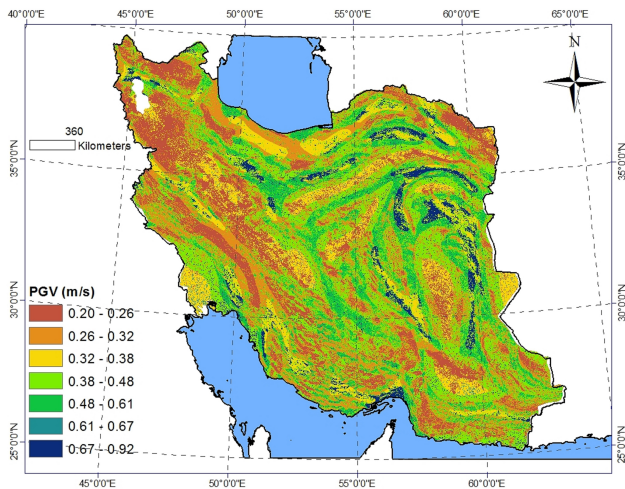 40°0'0"E 45°0'0"E 50°0'0"E 55°0'0"E 60°0'0"E 65°0'0"E
N
360
Kilometers
35°0'0"N 35°0'0"N
30°0'0"N 30°0'0"N
25°0'0"N 25°0'0"N
PGV (m/s)
0.20 - 0.26
0.26 - 0.32
0.32 - 0.38
0.38 - 0.48
0.48 - 0.61
0.61 - 0.67
0.67 - 0.92
45°0'0"E 50°0'0"E 55°0'0"E 60°0'0"E